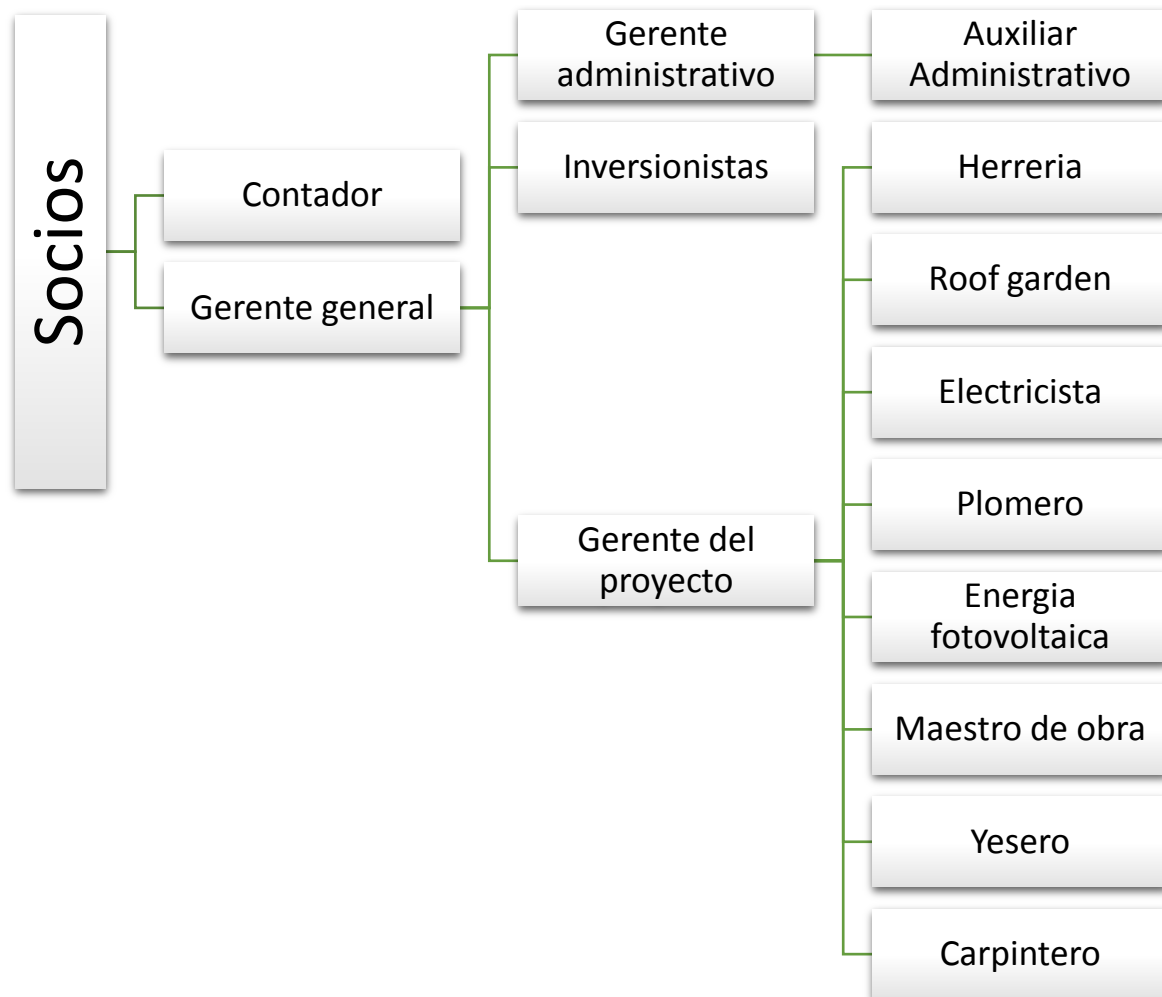 Socios
Contador
Gerente general
Gerente
administrativo
Inversionistas
Gerente del
proyecto
Auxiliar
Administrativo
Herreria
Roof garden
Electricista
Plomero
Energia
fotovoltaica
Maestro de obra
Yesero
Carpintero